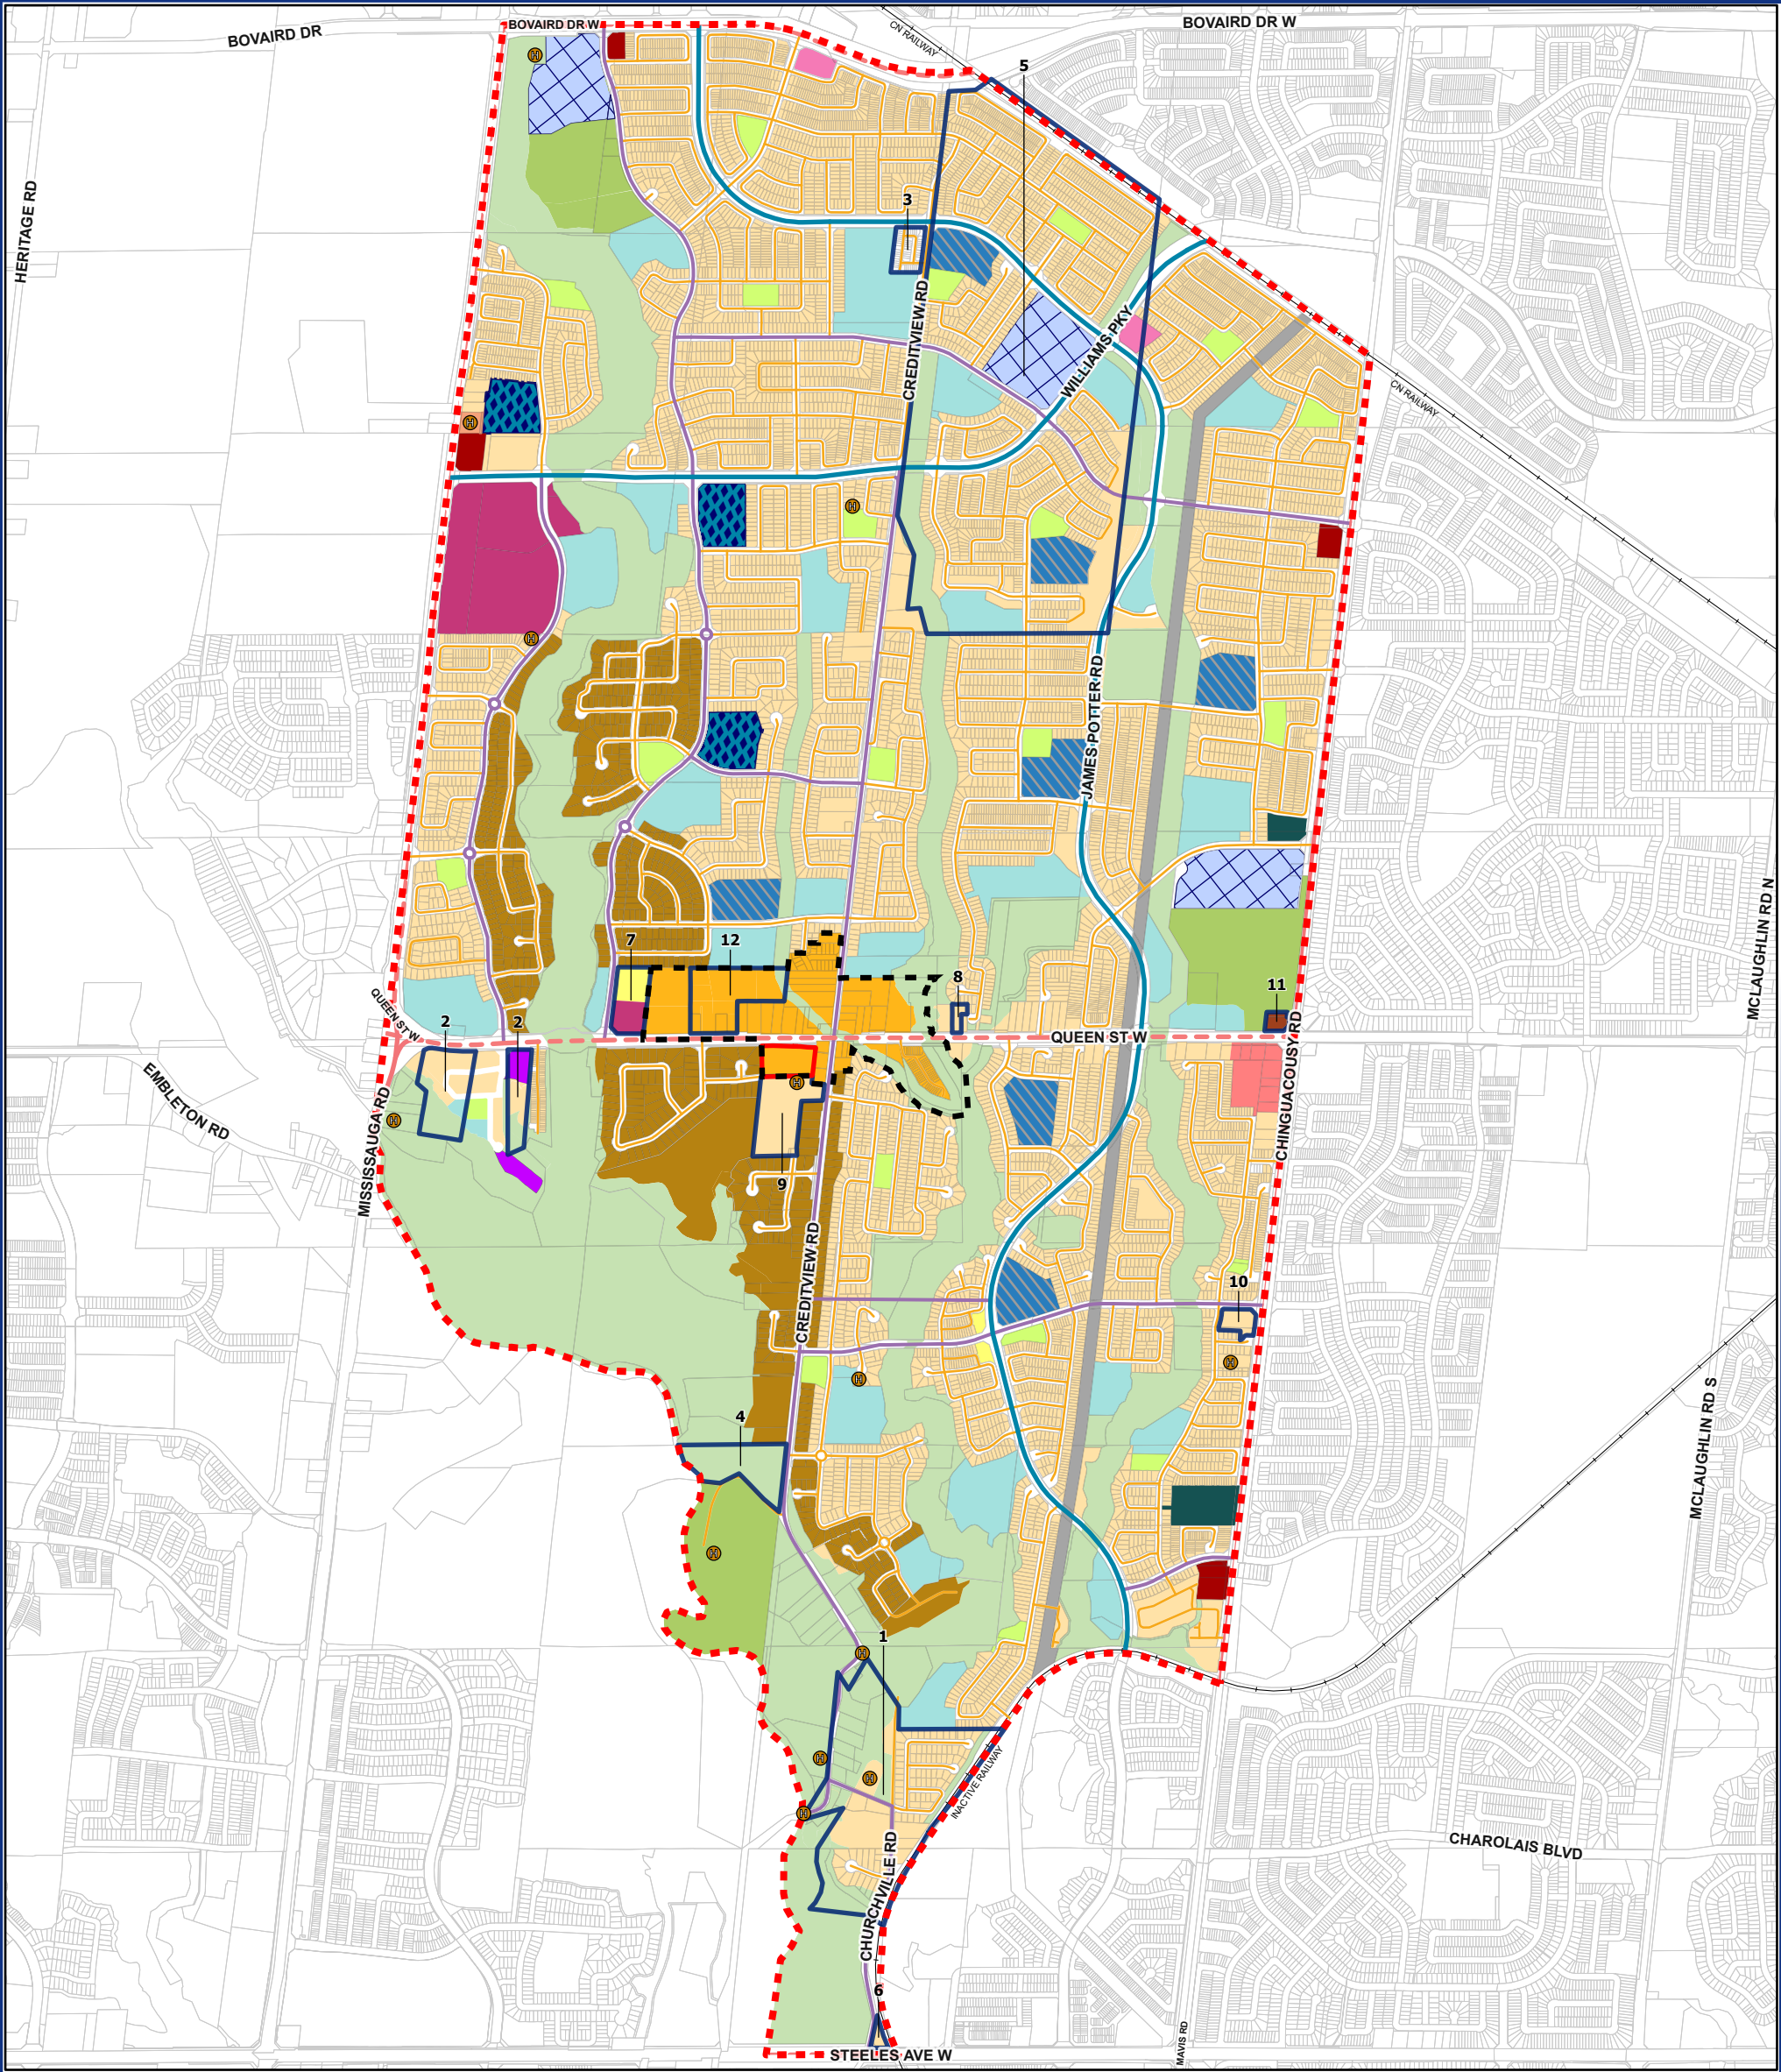 BOVAIRD DR W
BOVAIRD DR W
BOVAIRD DR
CN RAILWAY
5
HERITAGE RD
3
CREDITVIEW RD
WILLIAMS PKY
CN RAILWAY
JAMES POTTER RD
MCLAUGHLIN RD N
7
12
8
11
QUEEN ST W
2
2
QUEEN ST W
EMBLETON RD
MISSISSAUGA RD
CHINGUACOUSY RD
9
CREDITVIEW RD
10
4
MCLAUGHLIN RD S
1
INACTIVE RAILWAY
CHAROLAIS BLVD
CHURCHVILLE RD
6
MAVIS RD
STEELES AVE W
H
H
H
H
H
H
H
H
H
H
H
H
H